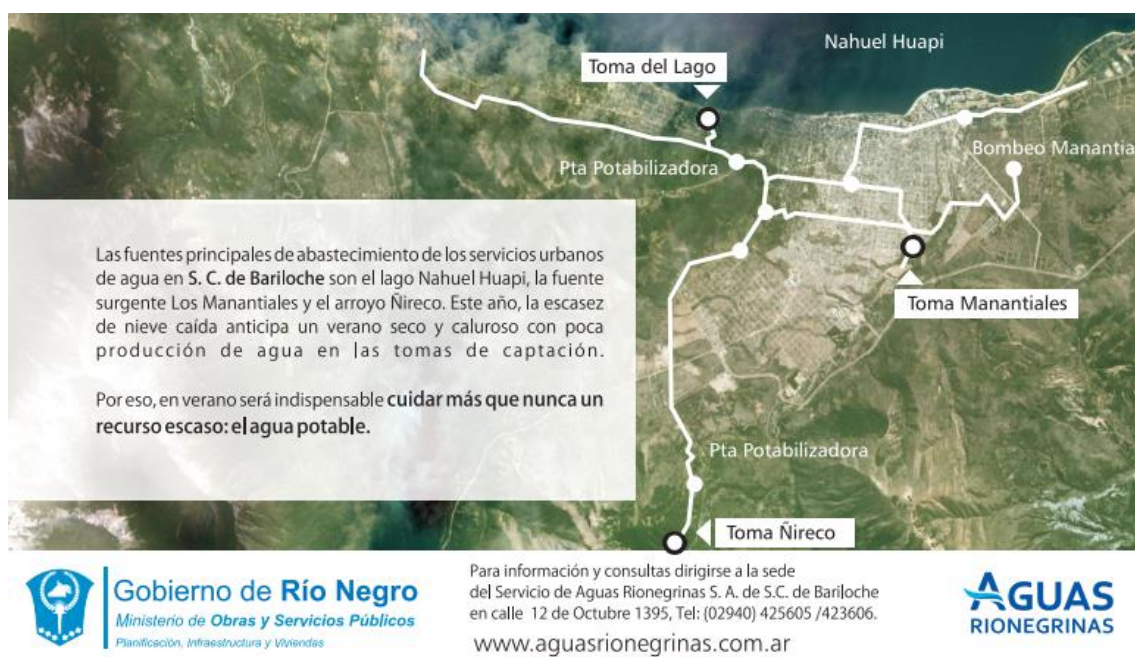 Nahuel Huapi
Toma del Lago
Bombeo Manantia
Pta Potabilizadora
Las fuentes principales de abastecimiento de los servicios urbanos
de agua en S. C. de Bariloche son el lago Nahuel Huapi, la fuente
surgente Los Manantiales y el arroyo Ñireco. Este año, la escasez
de nieve caída anticipa un verano seco y caluroso con poca
producción de agua en las tomas de captación.
Por eso, en verano será indispensable cuidar más que nunca un
recurso escaso: el agua potable.
Toma Manantiales
Pta Potabilizadora
Toma Ñireco
Gobierno de Río Negro
Ministerio de Obras y Servicios Públicos
Planificación, Infraestructura y Viviendas
Para información y consultas dirigirse a la sede
del Servicio de Aguas Rionegrinas S. A. de S.C. de Bariloche
en calle 12 de Octubre 1395, Tel: (02940) 425605 /423606.
www.aguasrionegrinas.com.ar
AGUAS
RIONEGRINAS